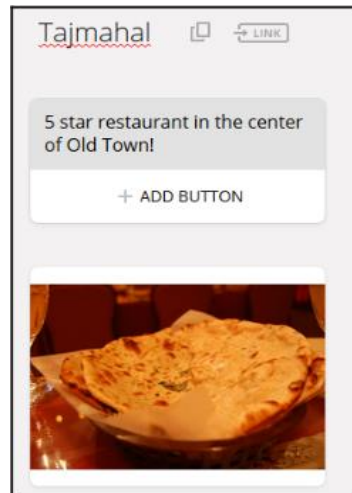 Tajmahal
LINK
5 star restaurant in the center
of Old Town!
+ ADD BUTTON